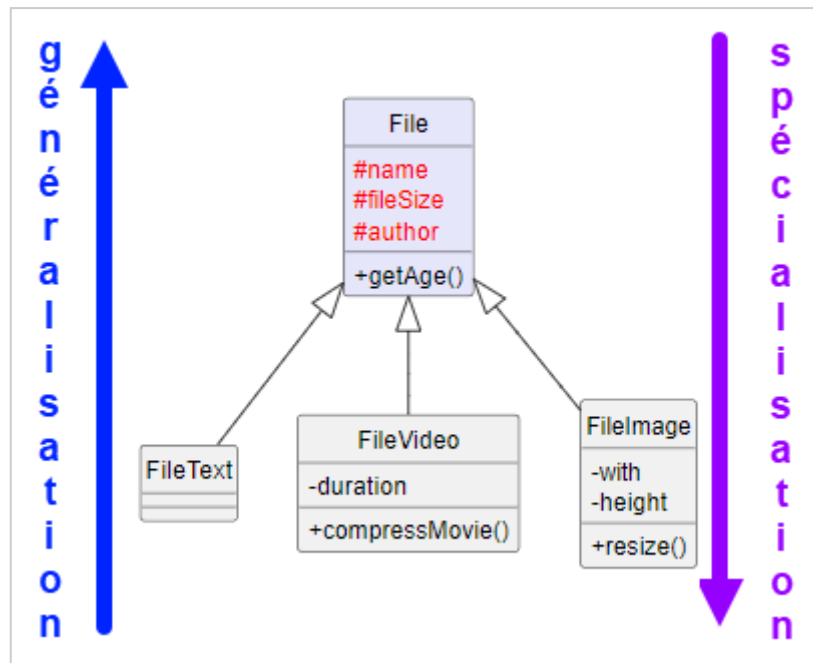 généralisation
spécialisation
File
#name
#fileSize
#author
+getAge()
FileText
FileVideo
-duration
+compressMovie()
FileImage
-with
-height
+resize()